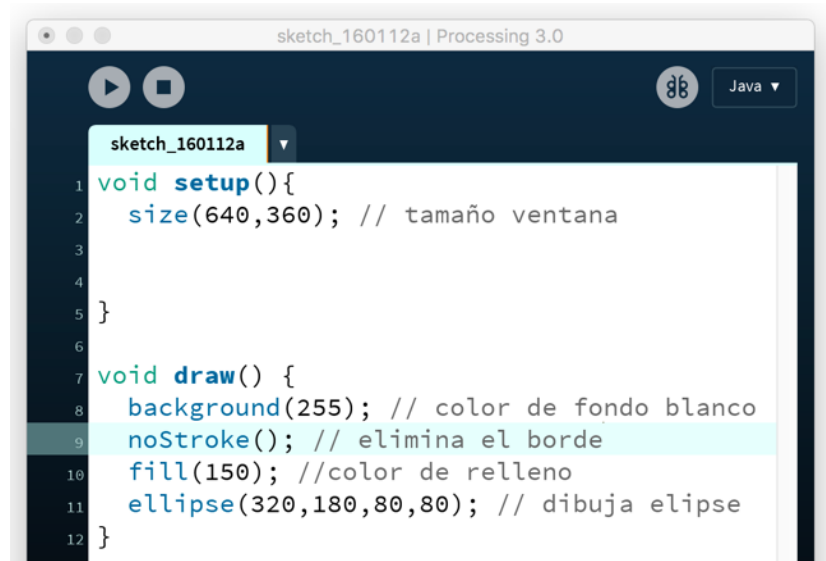 sketch_160112a | Processing 3.0
Java ▼
sketch_160112a ▼
1 void setup(){
2 size(640,360); // tamaño ventana
3
4
5 }
6
7 void draw() {
8 background(255); // color de fondo blanco
9 noStroke(); // elimina el borde
10 fill(150); //color de relleno
11 ellipse(320,180,80,80); // dibuja elipse
12 }